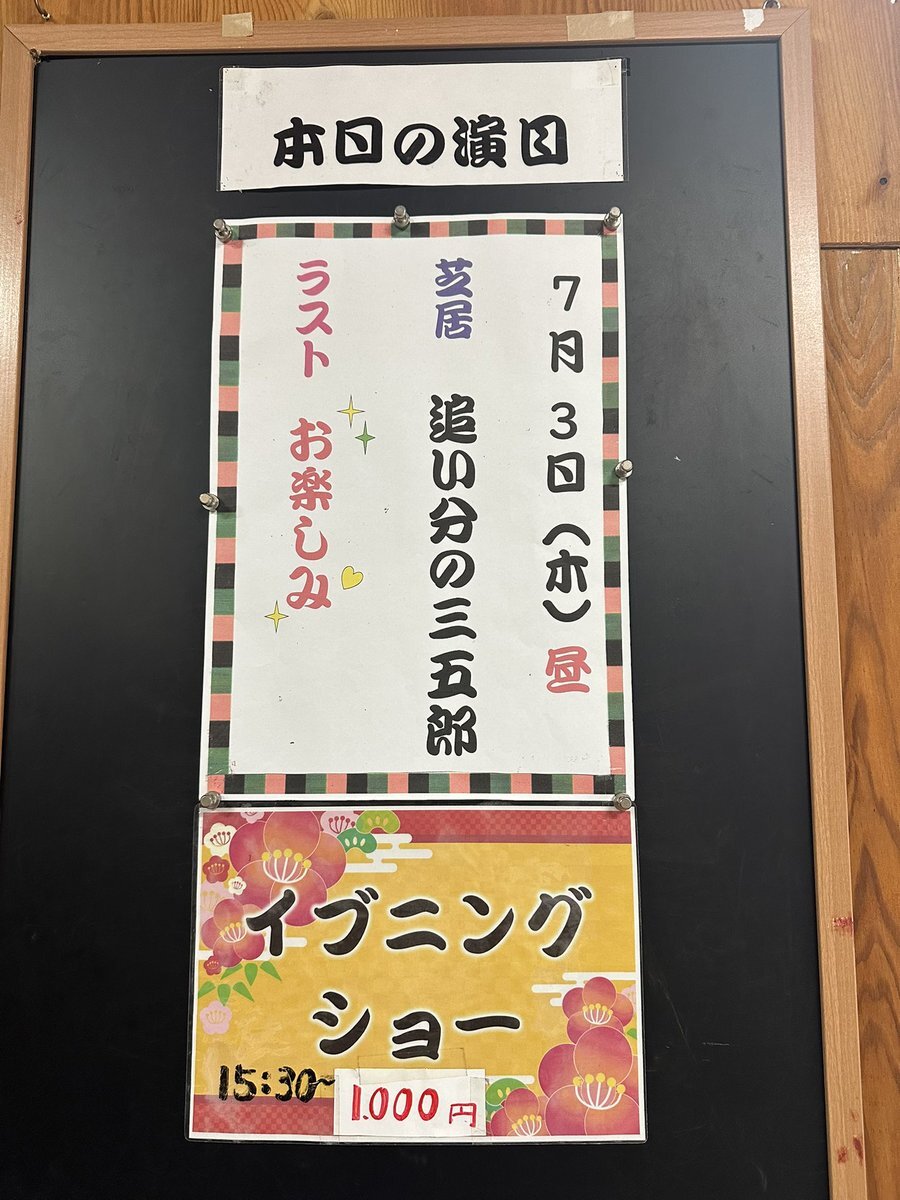 本日の演目
7月3日(木)昼
芝居 追い分の三五郎
ラスト お楽しみ
イブニング
ショー
15:30~
1.000円